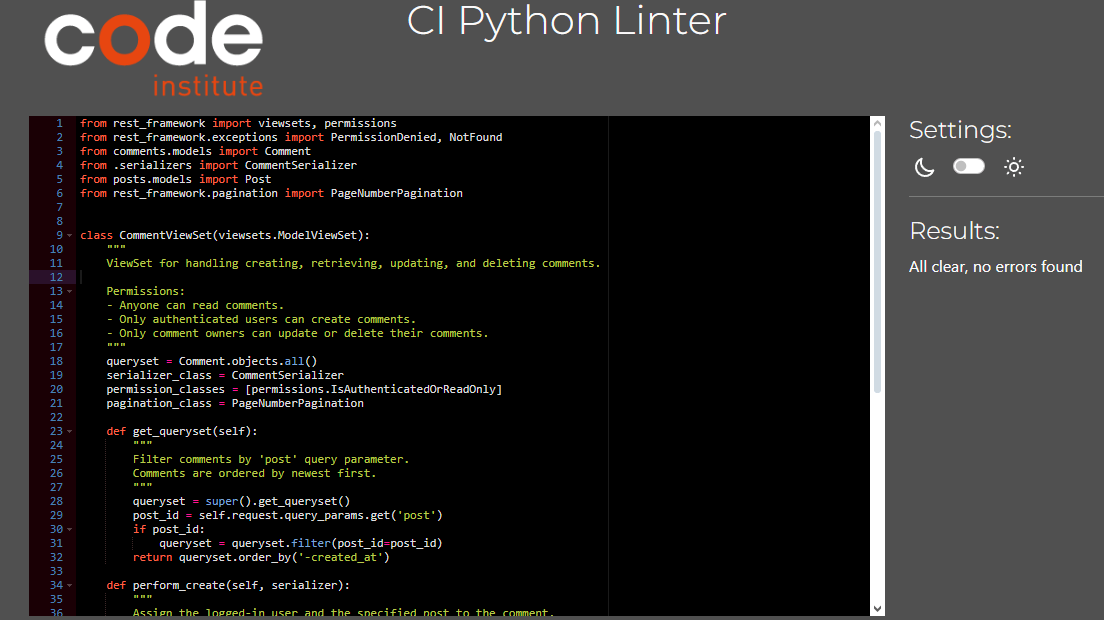 code
institute
CI Python Linter
1 from rest_framework import viewsets, permissions
2 from rest_framework.exceptions import PermissionDenied, NotFound
3 from comments.models import Comment
4 from .serializers import CommentSerializer
5 from posts.models import Post
6 from rest_framework.pagination import PageNumberPagination
7
8
9 class CommentViewSet(viewsets.ModelViewSet):
10     """
11     ViewSet for handling creating, retrieving, updating, and deleting comments.
12
13     Permissions:
14     - Anyone can read comments.
15     - Only authenticated users can create comments.
16     - Only comment owners can update or delete their comments.
17     """
18     queryset = Comment.objects.all()
19     serializer_class = CommentSerializer
20     permission_classes = [permissions.IsAuthenticatedOrReadOnly]
21     pagination_class = PageNumberPagination
22
23     def get_queryset(self):
24         """
25         Filter comments by 'post' query parameter.
26         Comments are ordered by newest first.
27         """
28         queryset = super().get_queryset()
29         post_id = self.request.query_params.get('post')
30         if post_id:
31             queryset = queryset.filter(post_id=post_id)
32         return queryset.order_by('-created_at')
33
34     def perform_create(self, serializer):
35         """
36         Assign the logged-in user and the specified post to the comment.
Settings:
Results:
All clear, no errors found